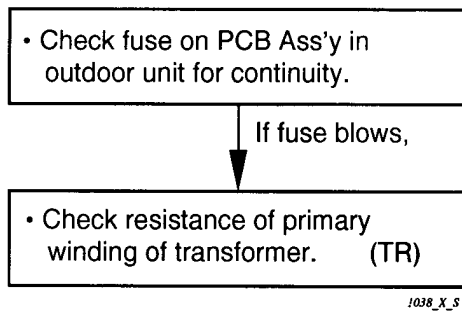 • Check fuse on PCB Ass'y in
outdoor unit for continuity.
If fuse blows,
• Check resistance of primary
winding of transformer. (TR)
!038_X_S